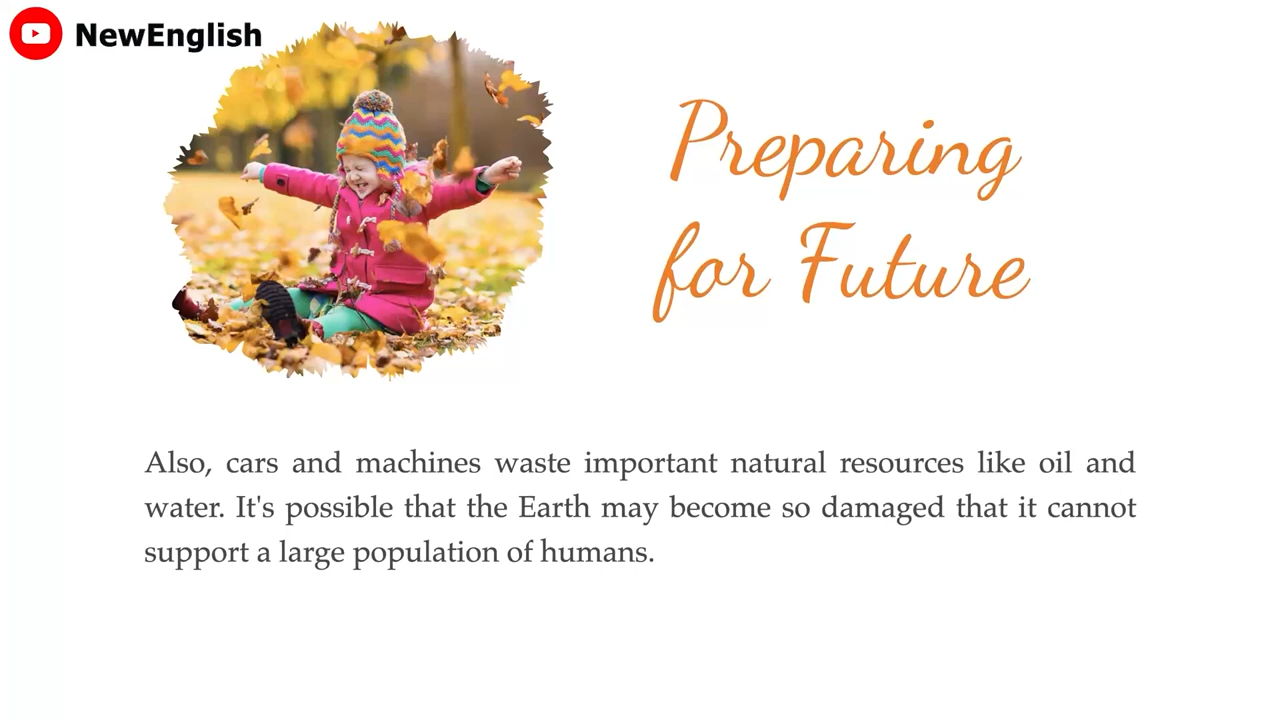 NewEnglish
Preparing
for Future
Also, cars and machines waste important natural resources like oil and
water. It's possible that the Earth may become so damaged that it cannot
support a large population of humans.